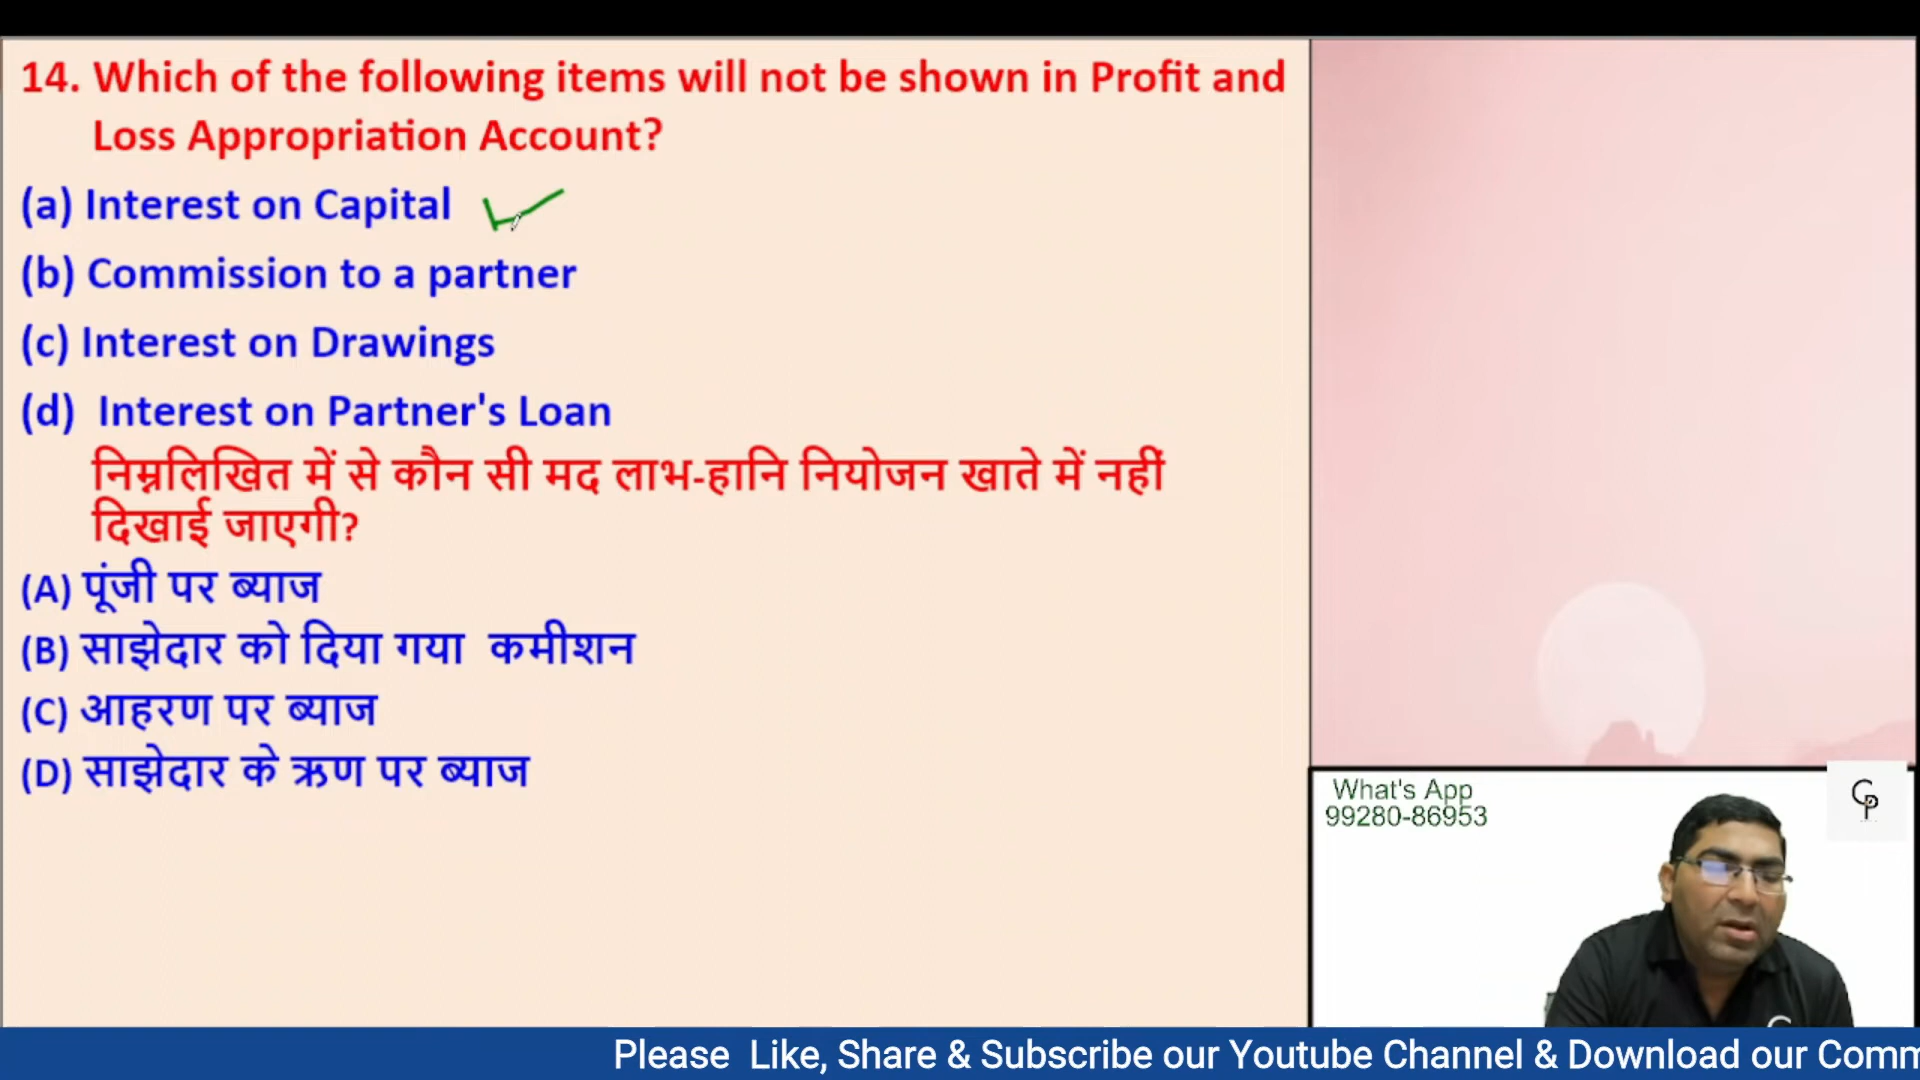 14. Which of the following items will not be shown in Profit and
Loss Appropriation Account?
(a) Interest on Capital
(b) Commission to a partner
(c) Interest on Drawings
(d) Interest on Partner's Loan
निम्नलिखित में से कौन सी मद लाभ-हानि नियोजन खाते में नहीं
दिखाई जाएगी?
(A) पूंजी पर ब्याज
(B) साझेदार को दिया गया कमीशन
(C) आहरण पर ब्याज
(D) साझेदार के ऋण पर ब्याज
What's App
99280-86953
CP
Please Like, Share & Subscribe our Youtube Channel & Download our Comm